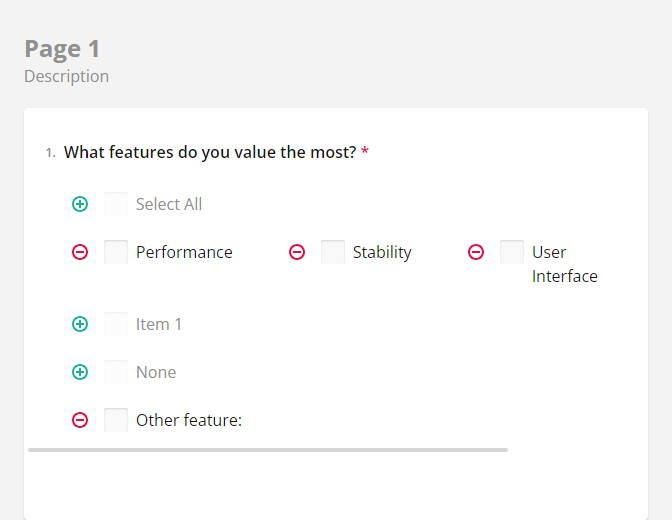 Page 1
Description
1. What features do you value the most? *
Select All
Performance Stability User
Interface
Item 1
None
Other feature: